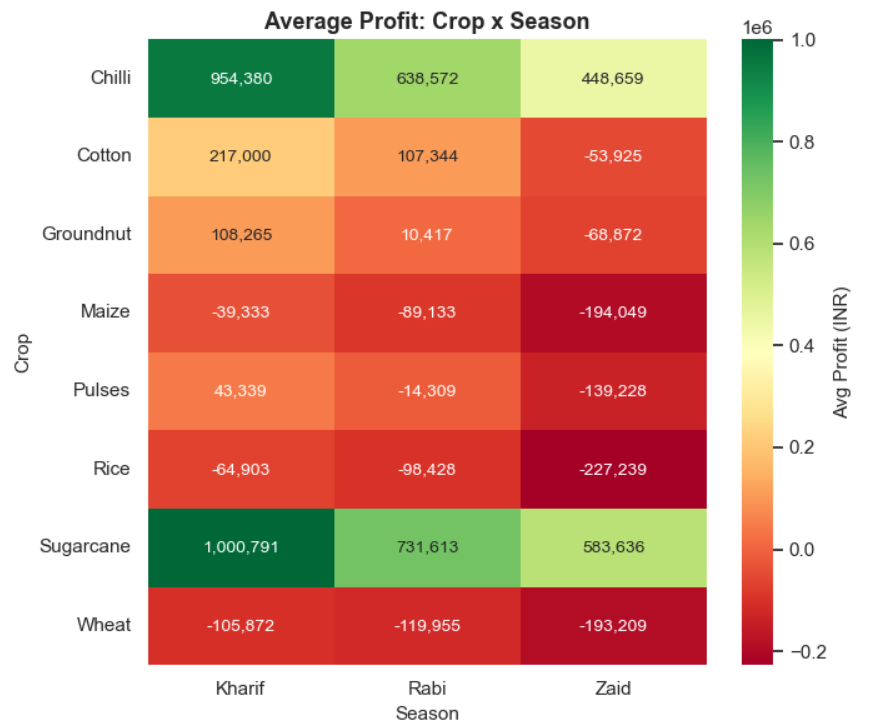 Average Profit: Crop x Season
1e6
Chilli 954,380 638,572 448,659
Cotton 217,000 107,344 -53,925
Groundnut 108,265 10,417 -68,872
Maize -39,333 -89,133 -194,049
Pulses 43,339 -14,309 -139,228
Rice -64,903 -98,428 -227,239
Sugarcane 1,000,791 731,613 583,636
Wheat -105,872 -119,955 -193,209
Kharif Rabi Zaid
Season
Crop
1.0
0.8
0.6
0.4
0.2
0.0
−0.2
Avg Profit (INR)